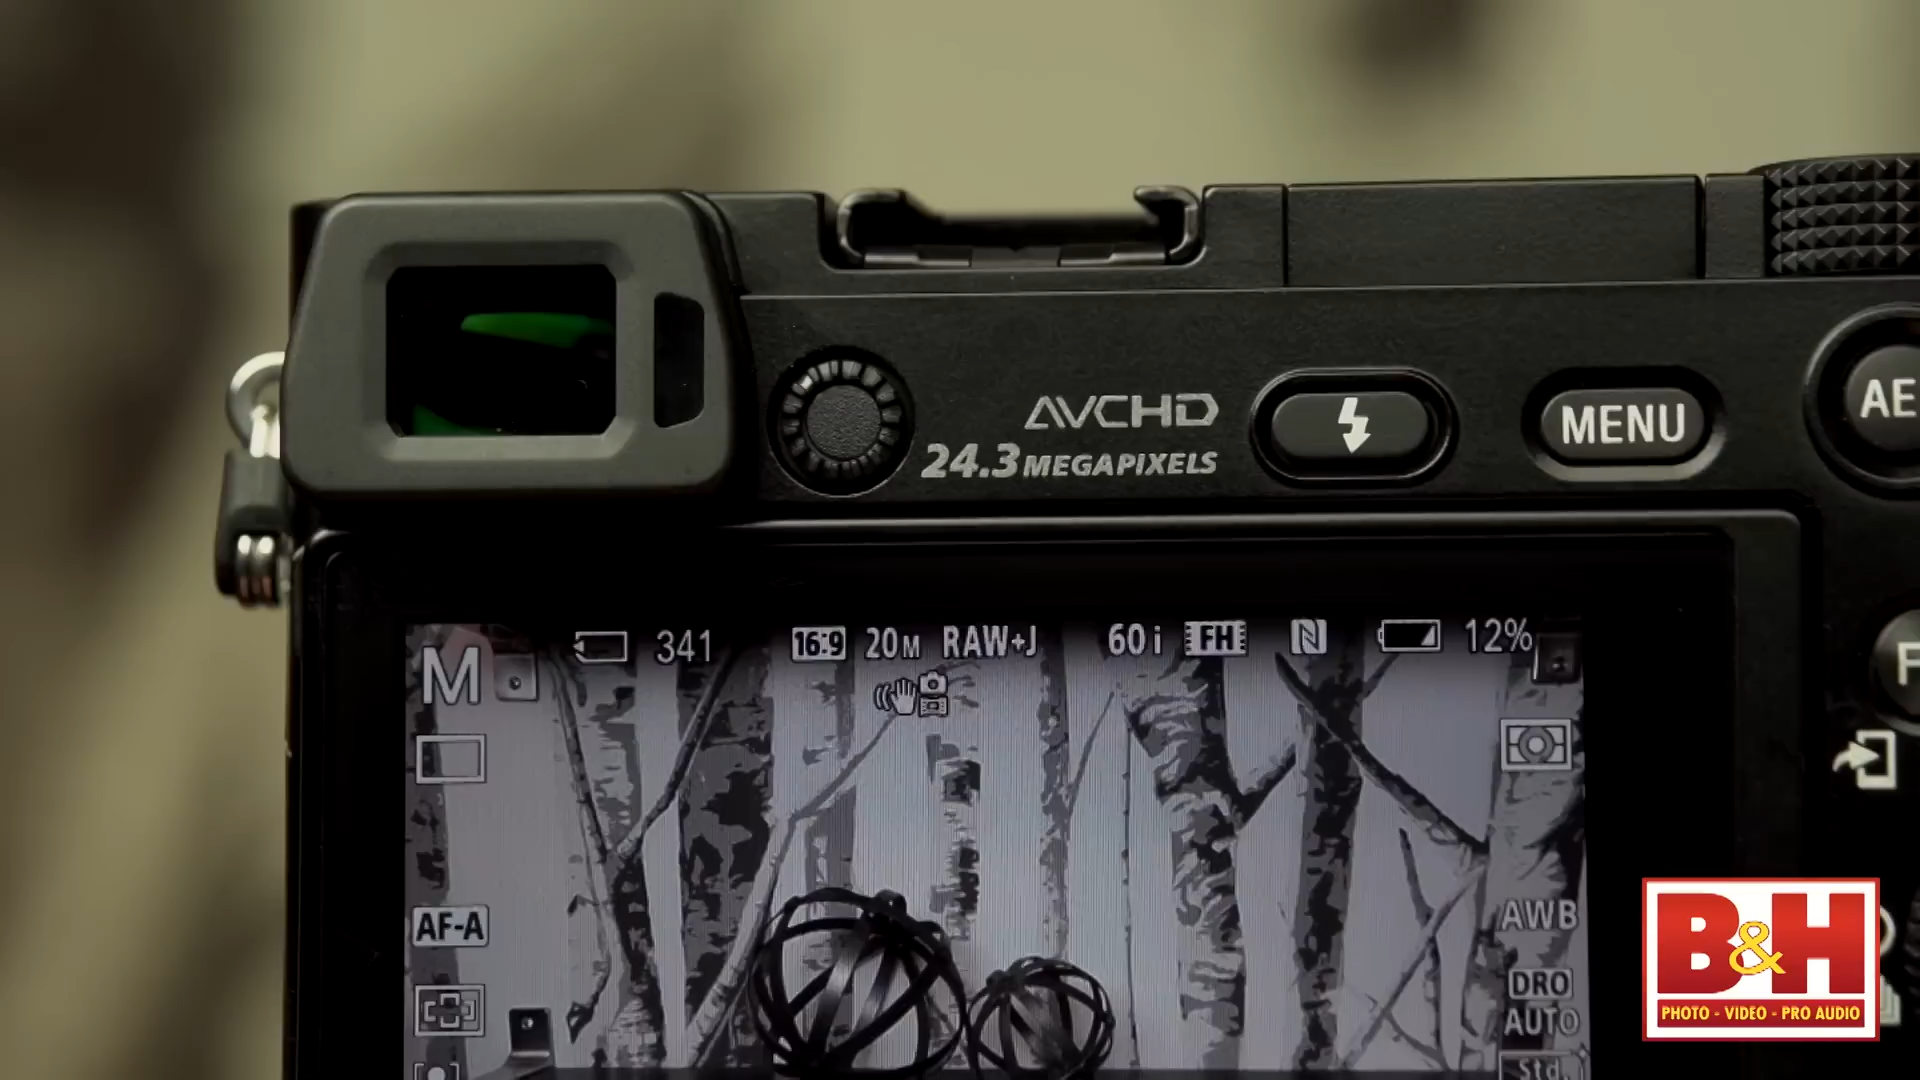 AVCHD
24.3 MEGAPIXELS
MENU
AE
F
M
341
16:9 20M RAW+J
60i FH N
12%
AF-A
AWB
DRO
AUTO
Std.
B&H
PHOTO - VIDEO - PRO AUDIO